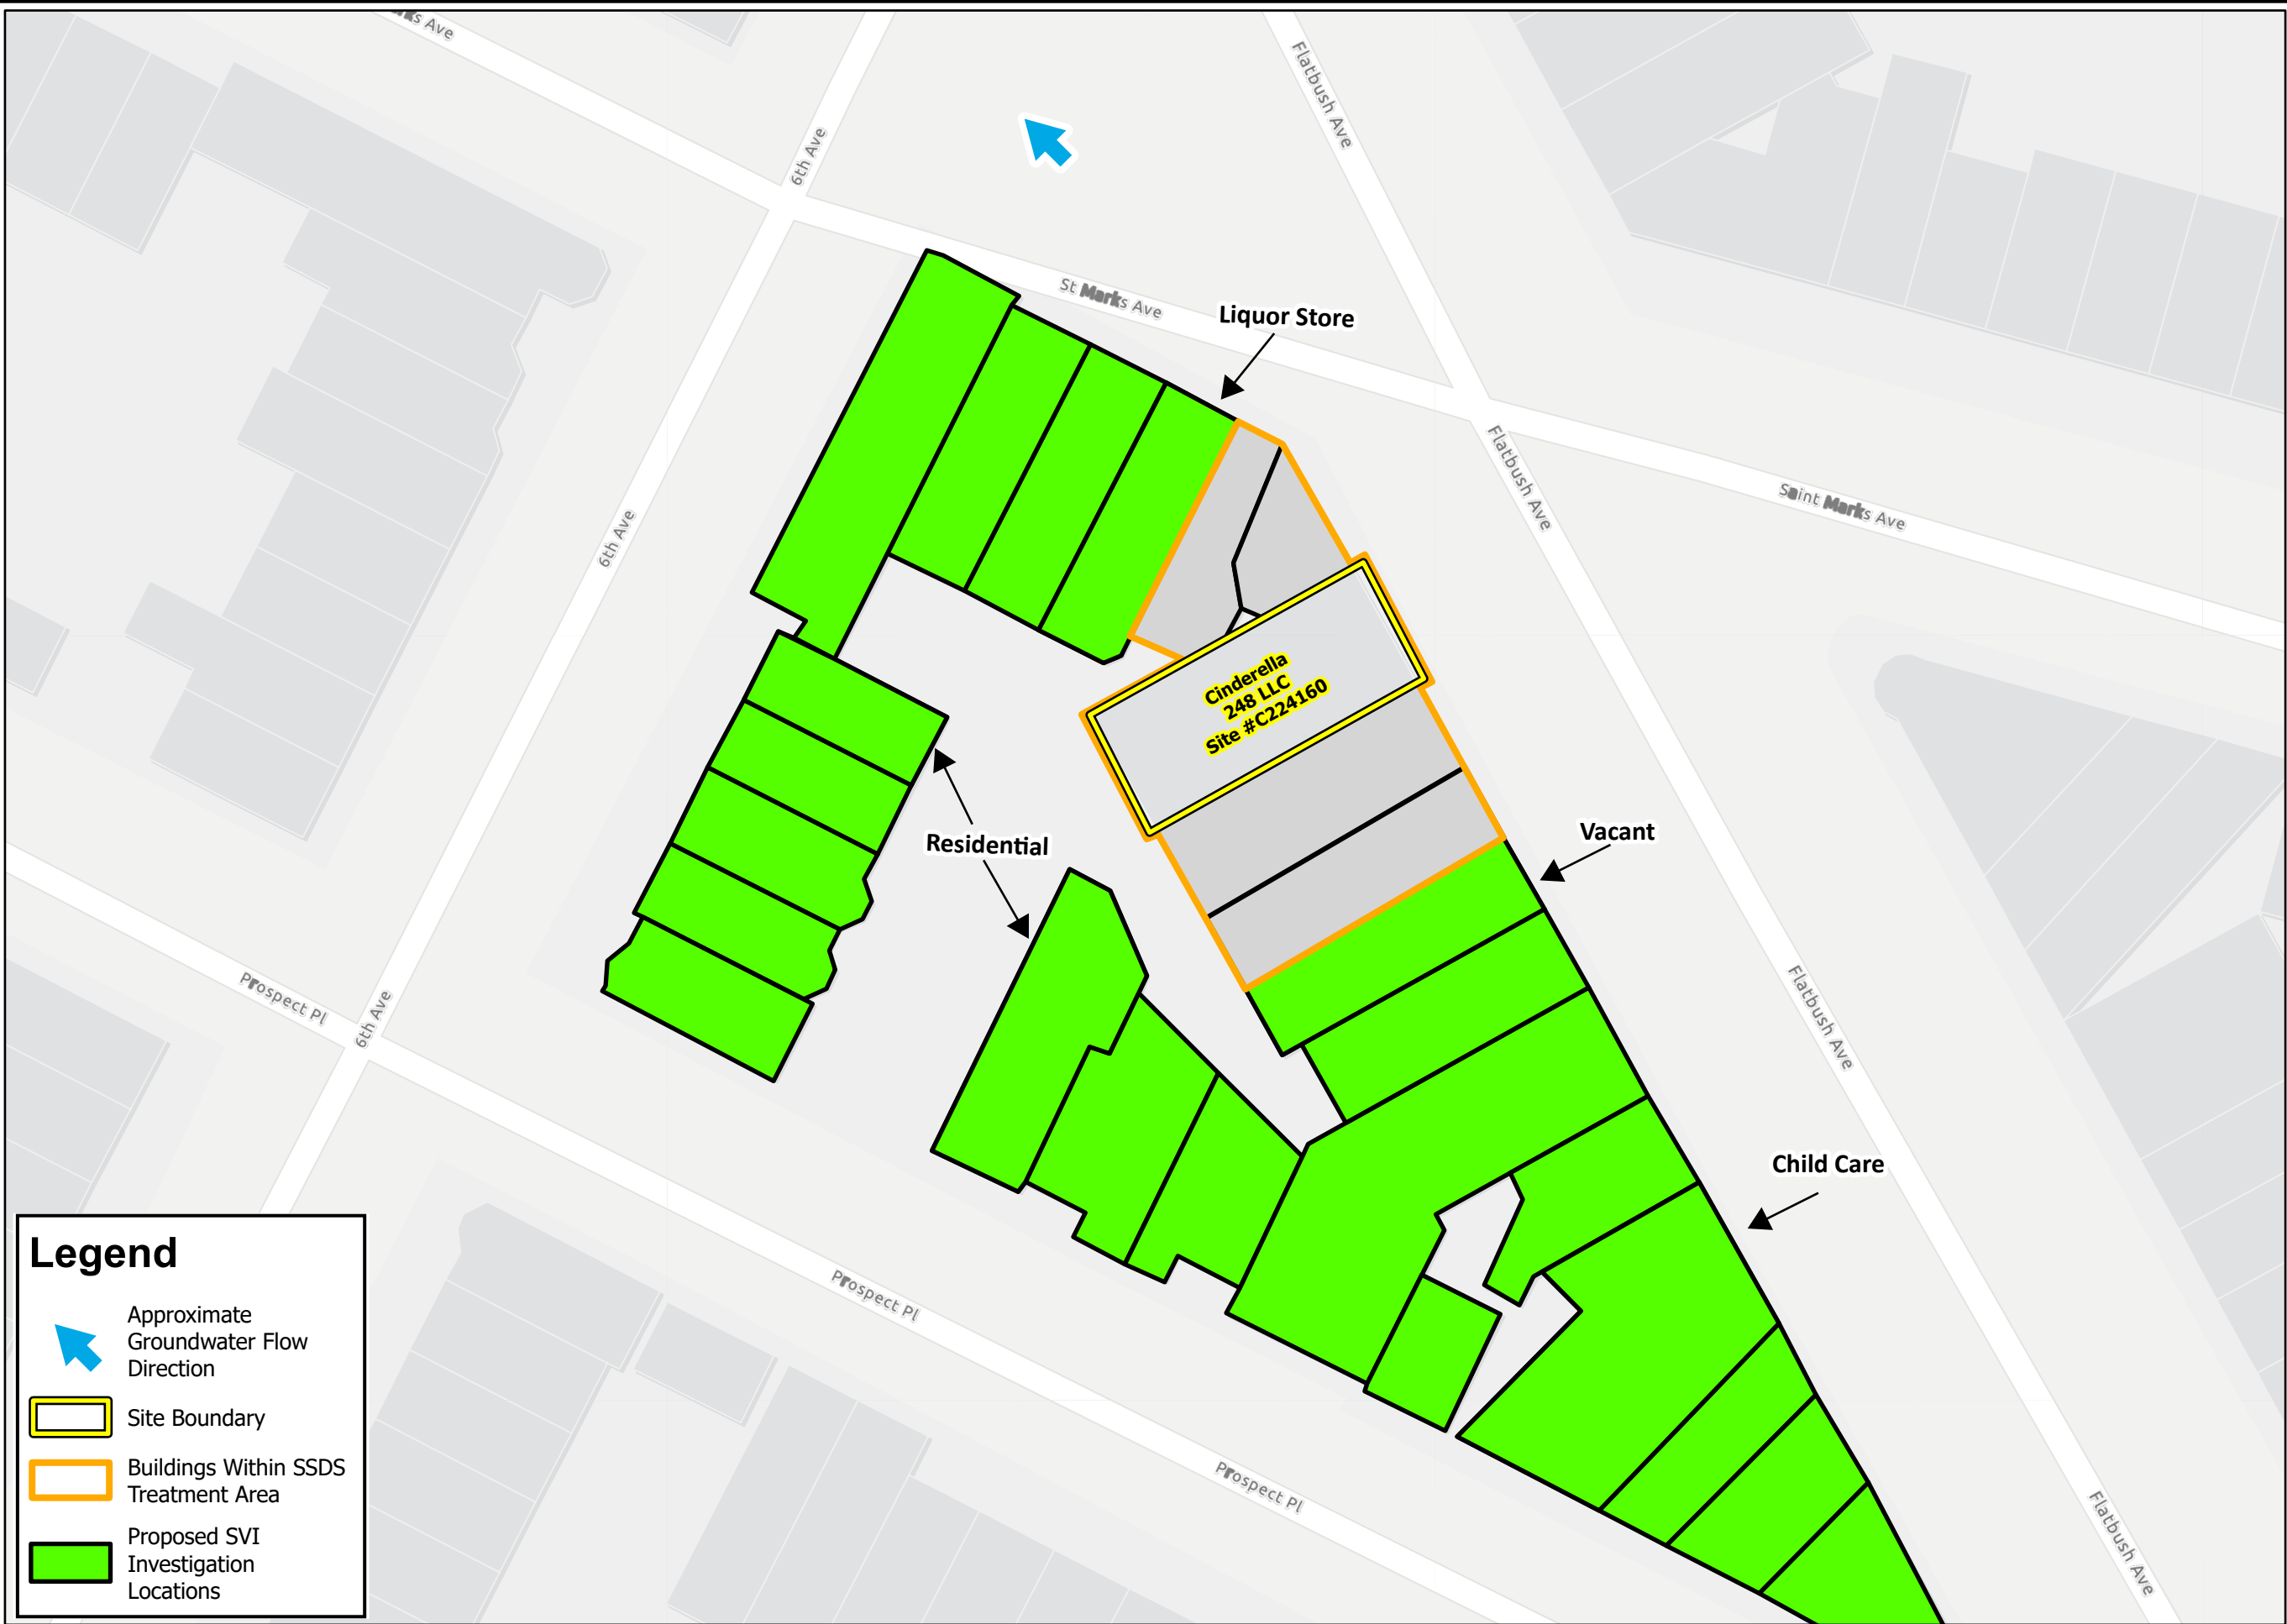 Ave
Flatbush Ave
6th Ave
St Marks Ave
Liquor Store
Flatbush Ave
Saint Marks Ave
6th Ave
Cinderella
248 LLC
Site #C224160
Vacant
Residential
Prospect Pl
6th Ave
Flatbush Ave
Child Care
Prospect Pl
Prospect Pl
Flatbush Ave
Legend
Approximate
Groundwater Flow
Direction
Site Boundary
Buildings Within SSDS
Treatment Area
Proposed SVI
Investigation
Locations